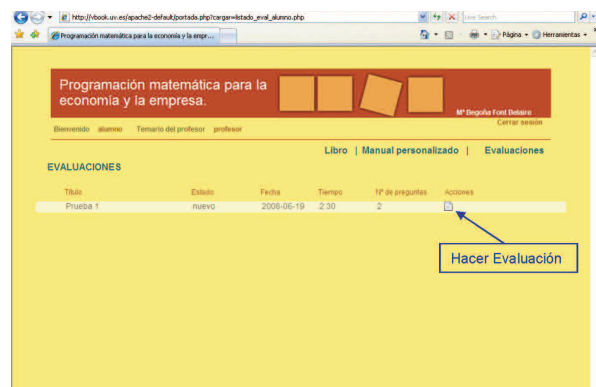 http://vbook.uv.es/apache2-default/portada.php?cargar=listado_eval_alumno.php
Live Search
Programación matemática para la economía y la empr...
Página
Herramientas
Programación matemática para la
economía y la empresa.
Mª Begoña Font Belaire
Cerrar sesión
Bienvenido alumno Temario del profesor profesor
Libro | Manual personalizado | Evaluaciones
EVALUACIONES
Título Estado Fecha Tiempo Nº de preguntas Acciones
Prueba 1 nuevo 2008-06-19 2:30 2
Hacer Evaluación